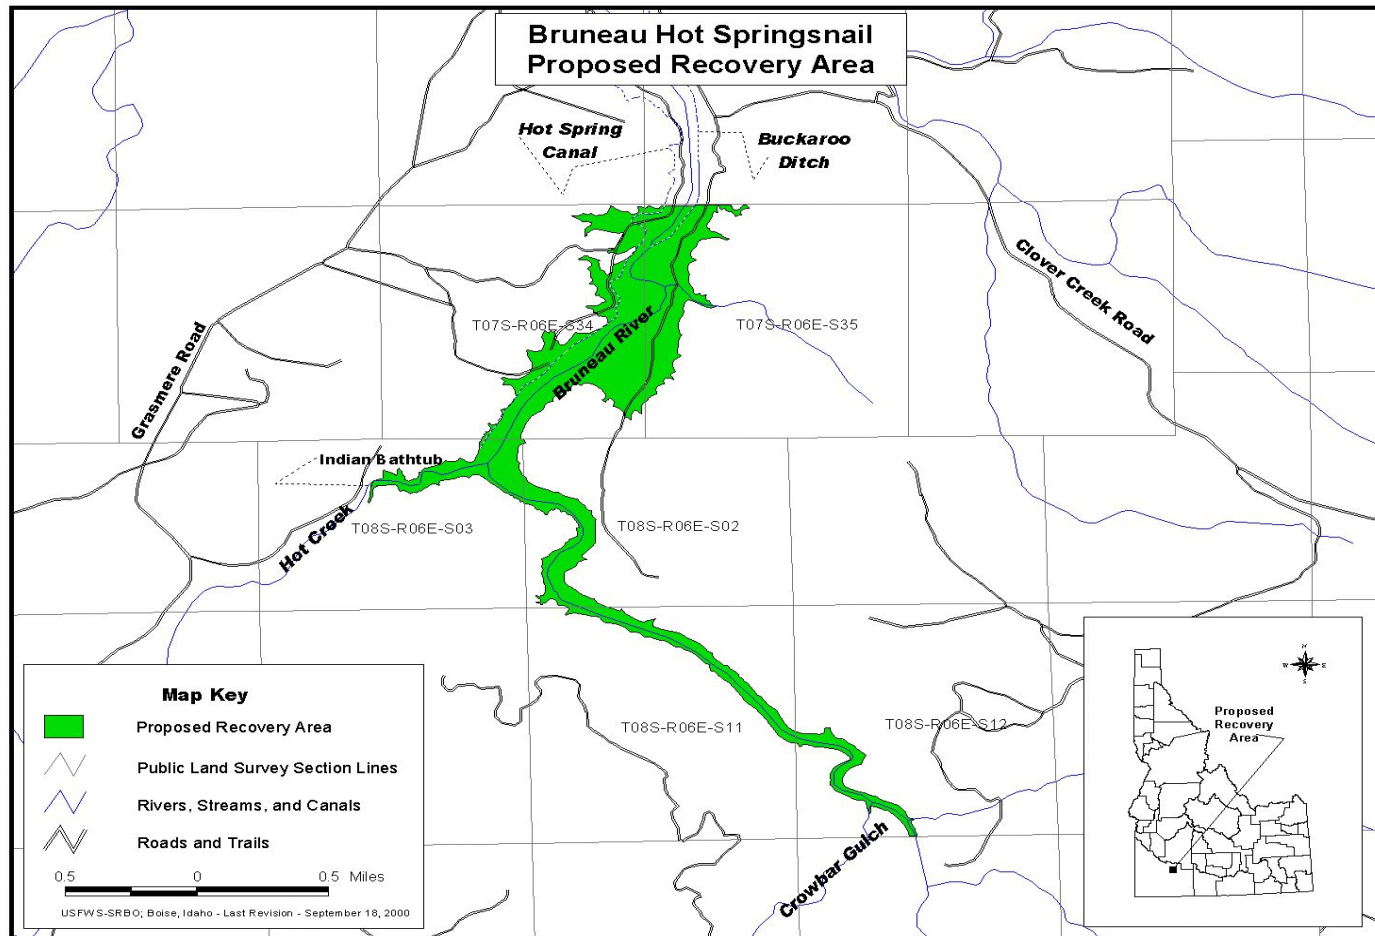 Bruneau Hot Springsnail
Proposed Recovery Area
Hot Spring
Canal
Buckaroo
Ditch
Clover Creek Road
Grasmere Road
T07S-R06E-S34
Bruneau River
T07S-R06E-S35
Indian Bathtub
Hot Creek
T08S-R06E-S03
T08S-R06E-S02
T08S-R06E-S11
T08S-R06E-S12
Crowbar Gulch
Map Key
Proposed Recovery Area
Public Land Survey Section Lines
Rivers, Streams, and Canals
Roads and Trails
0.5 0 0.5 Miles
USFWS-SRBO; Boise, Idaho - Last Revision - September 18, 2000
N
W E
S
Proposed
Recovery
Area